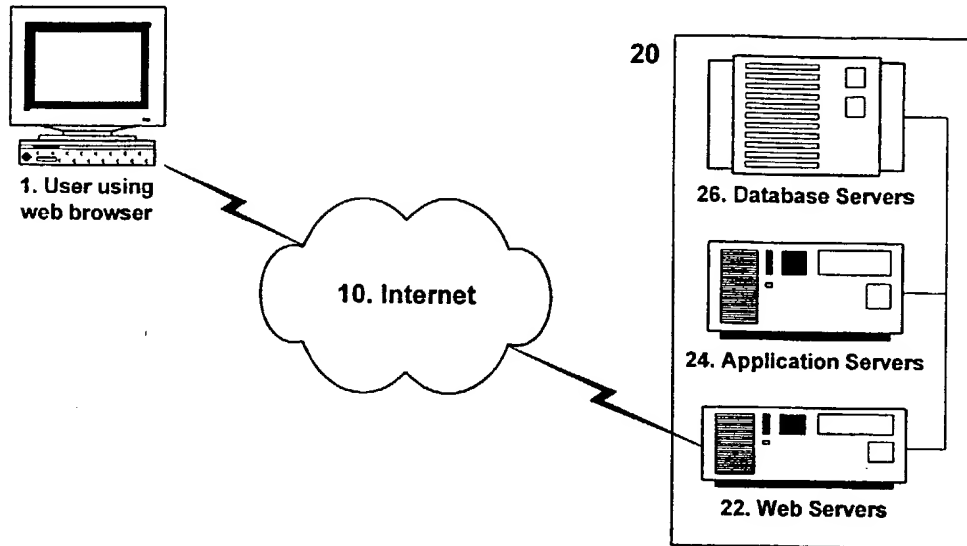 20
1. User using
web browser
26. Database Servers
10. Internet
24. Application Servers
22. Web Servers